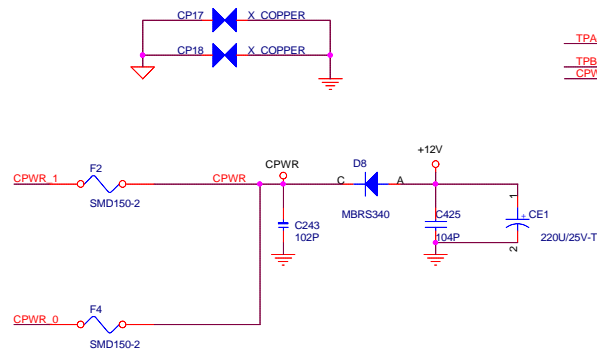 CP17 X_COPPER
CP18 X_COPPER
TPA
TPB
CPW
CPWR_1
F2
SMD150-2
CPWR
CPWR
C243
102P
D8
C A
MBRS340
+12V
C425
104P
1
+ CE1
2
220U/25V-T
CPWR_0
F4
SMD150-2